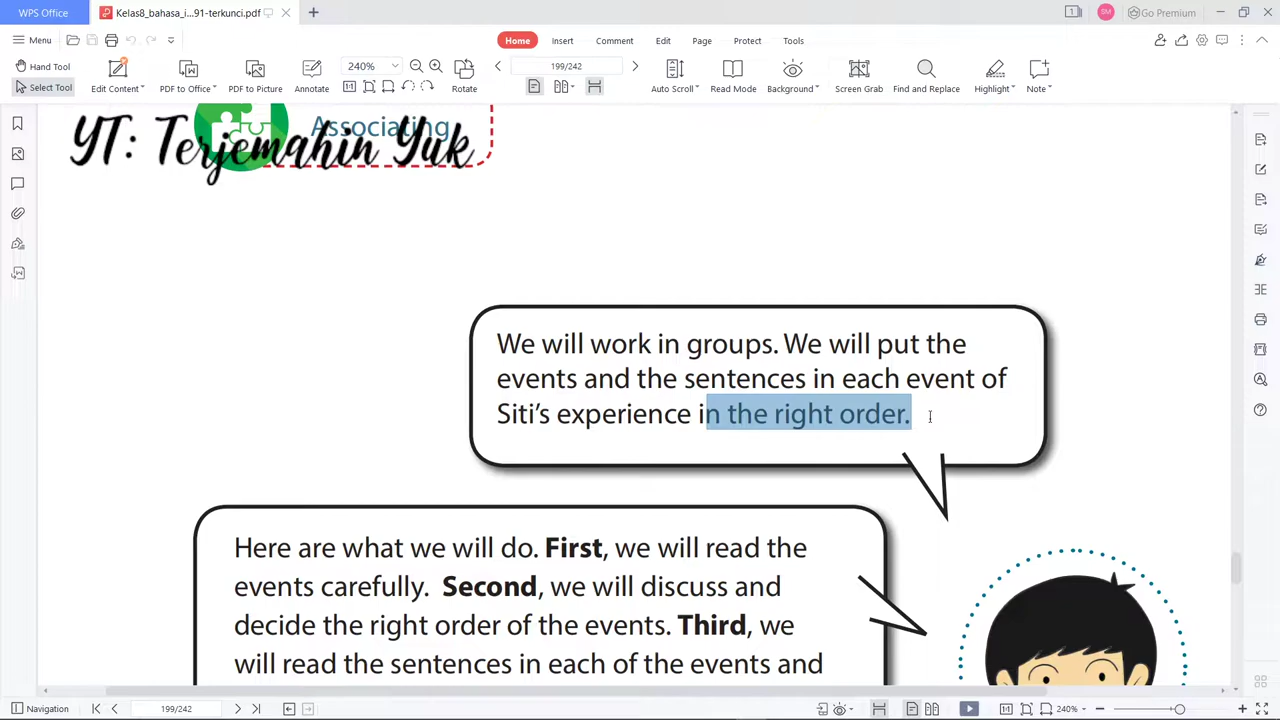 WPS Office
Kelas8_bahasa_i...91-terkunci.pdf
SM
Go Premium
Menu
Home
Insert
Comment
Edit
Page
Protect
Tools
Hand Tool
Select Tool
Edit Content
PDF to Office
PDF to Picture
Annotate
240%
Rotate
199/242
Auto Scroll
Read Mode
Background
Screen Grab
Find and Replace
Highlight
Note
Associating
YT: Terjemahin Yuk
We will work in groups. We will put the
events and the sentences in each event of
Siti’s experience in the right order.
Here are what we will do. First, we will read the
events carefully. Second, we will discuss and
decide the right order of the events. Third, we
will read the sentences in each of the events and
Navigation
199/242
240%